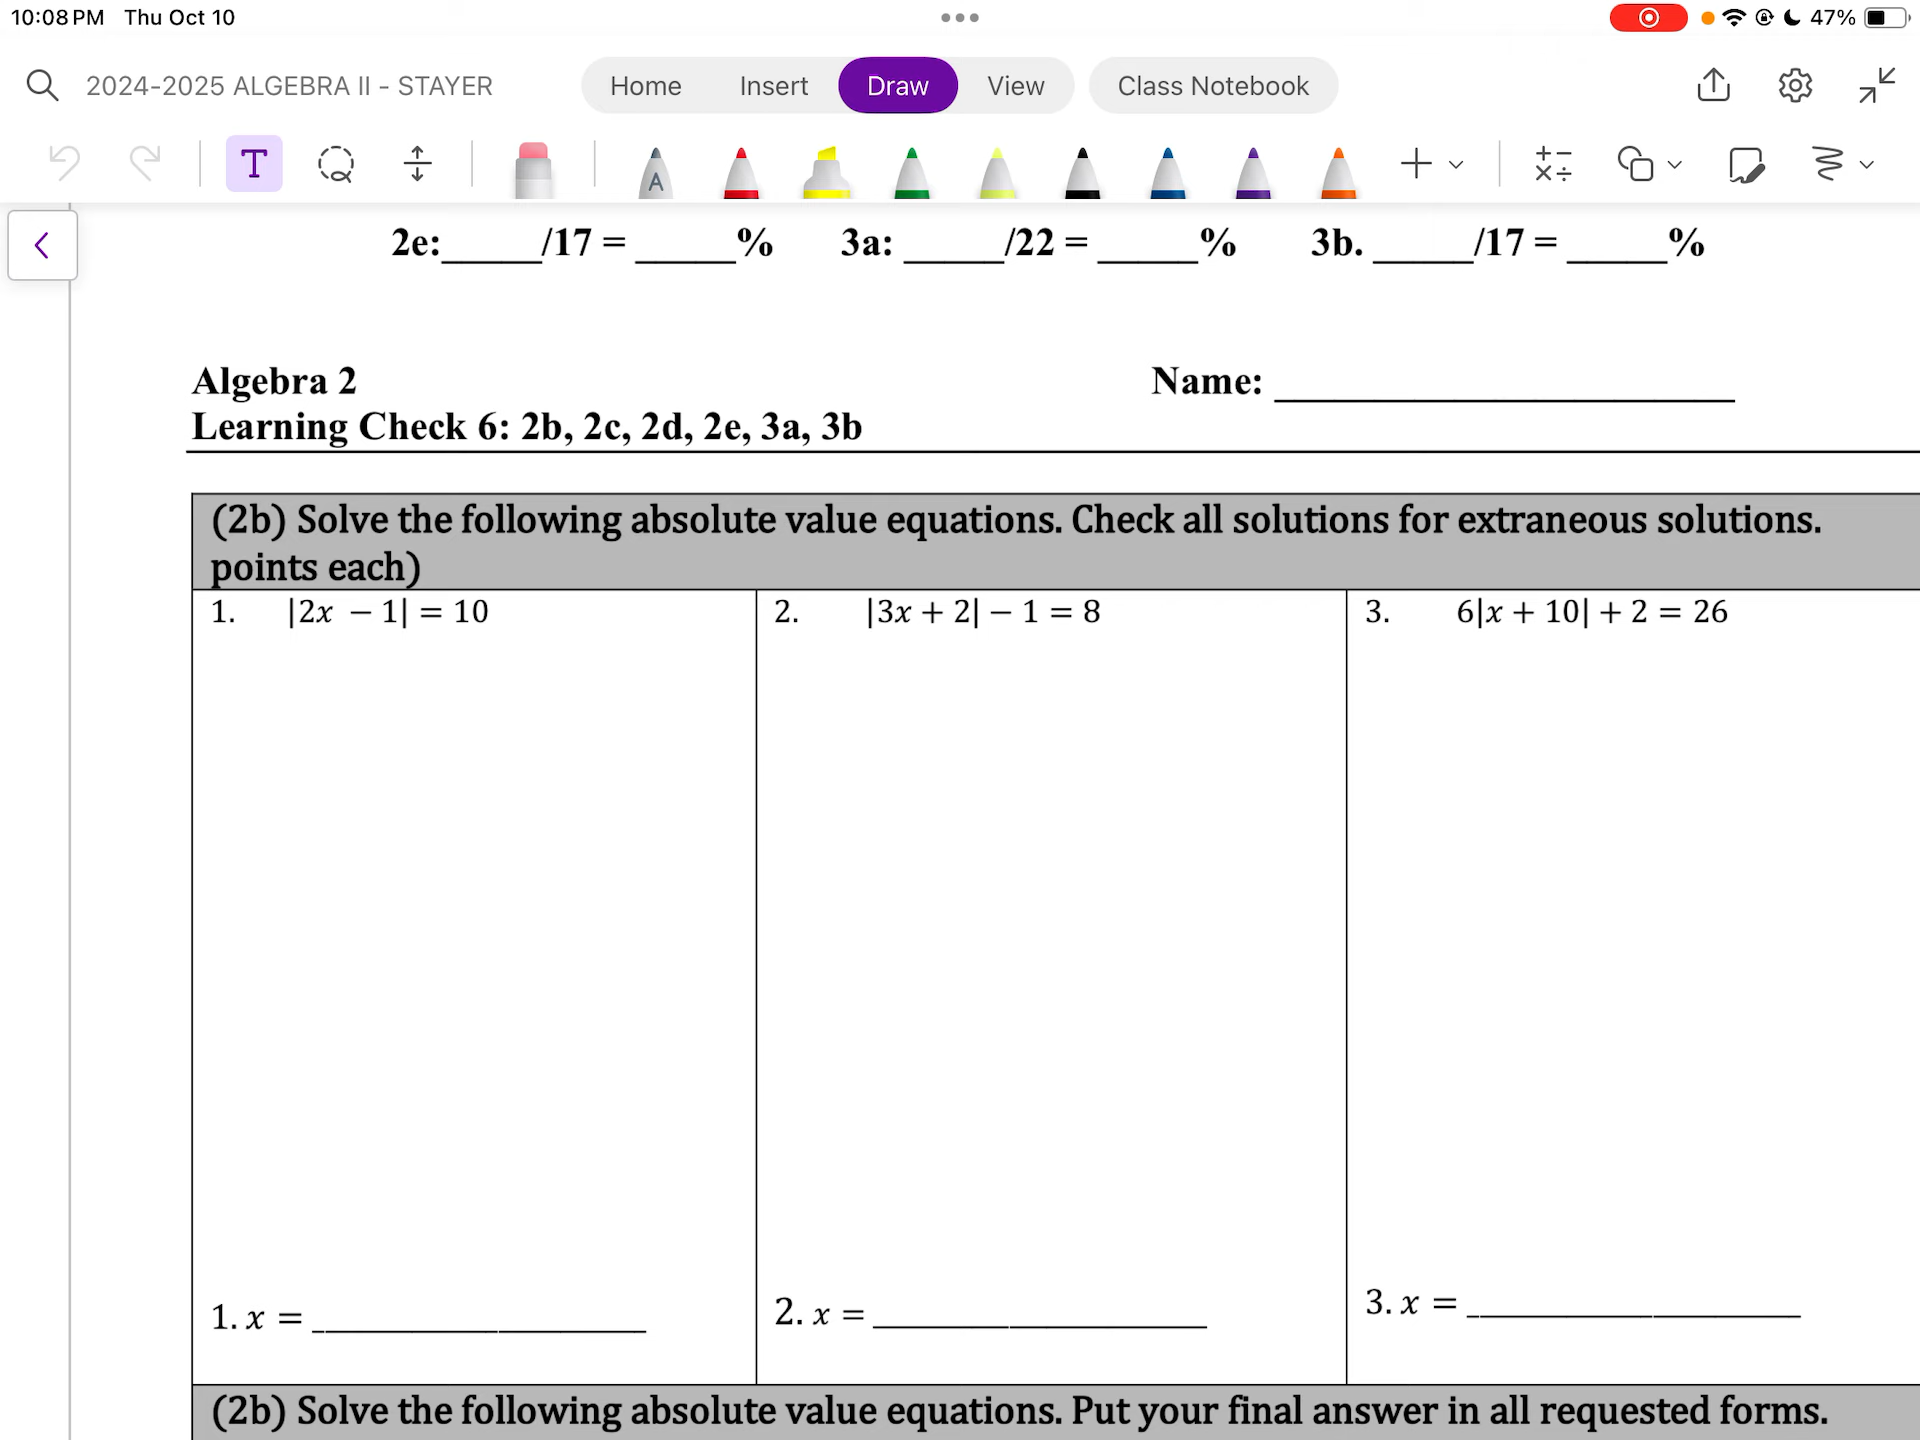 10:08 PM Thu Oct 10 47%
2024-2025 ALGEBRA II - STAYER Home Insert Draw View Class Notebook
T A
2e:_____/17 = _____% 3a: _____/22 = _____% 3b. _____/17 = _____%
Algebra 2 Name: _______________________
Learning Check 6: 2b, 2c, 2d, 2e, 3a, 3b
(2b) Solve the following absolute value equations. Check all solutions for extraneous solutions.
points each)
1. |2x − 1| = 10 2. |3x + 2| − 1 = 8 3. 6|x + 10| + 2 = 26
1. x = _________________ 2. x = _________________ 3. x = _________________
(2b) Solve the following absolute value equations. Put your final answer in all requested forms.